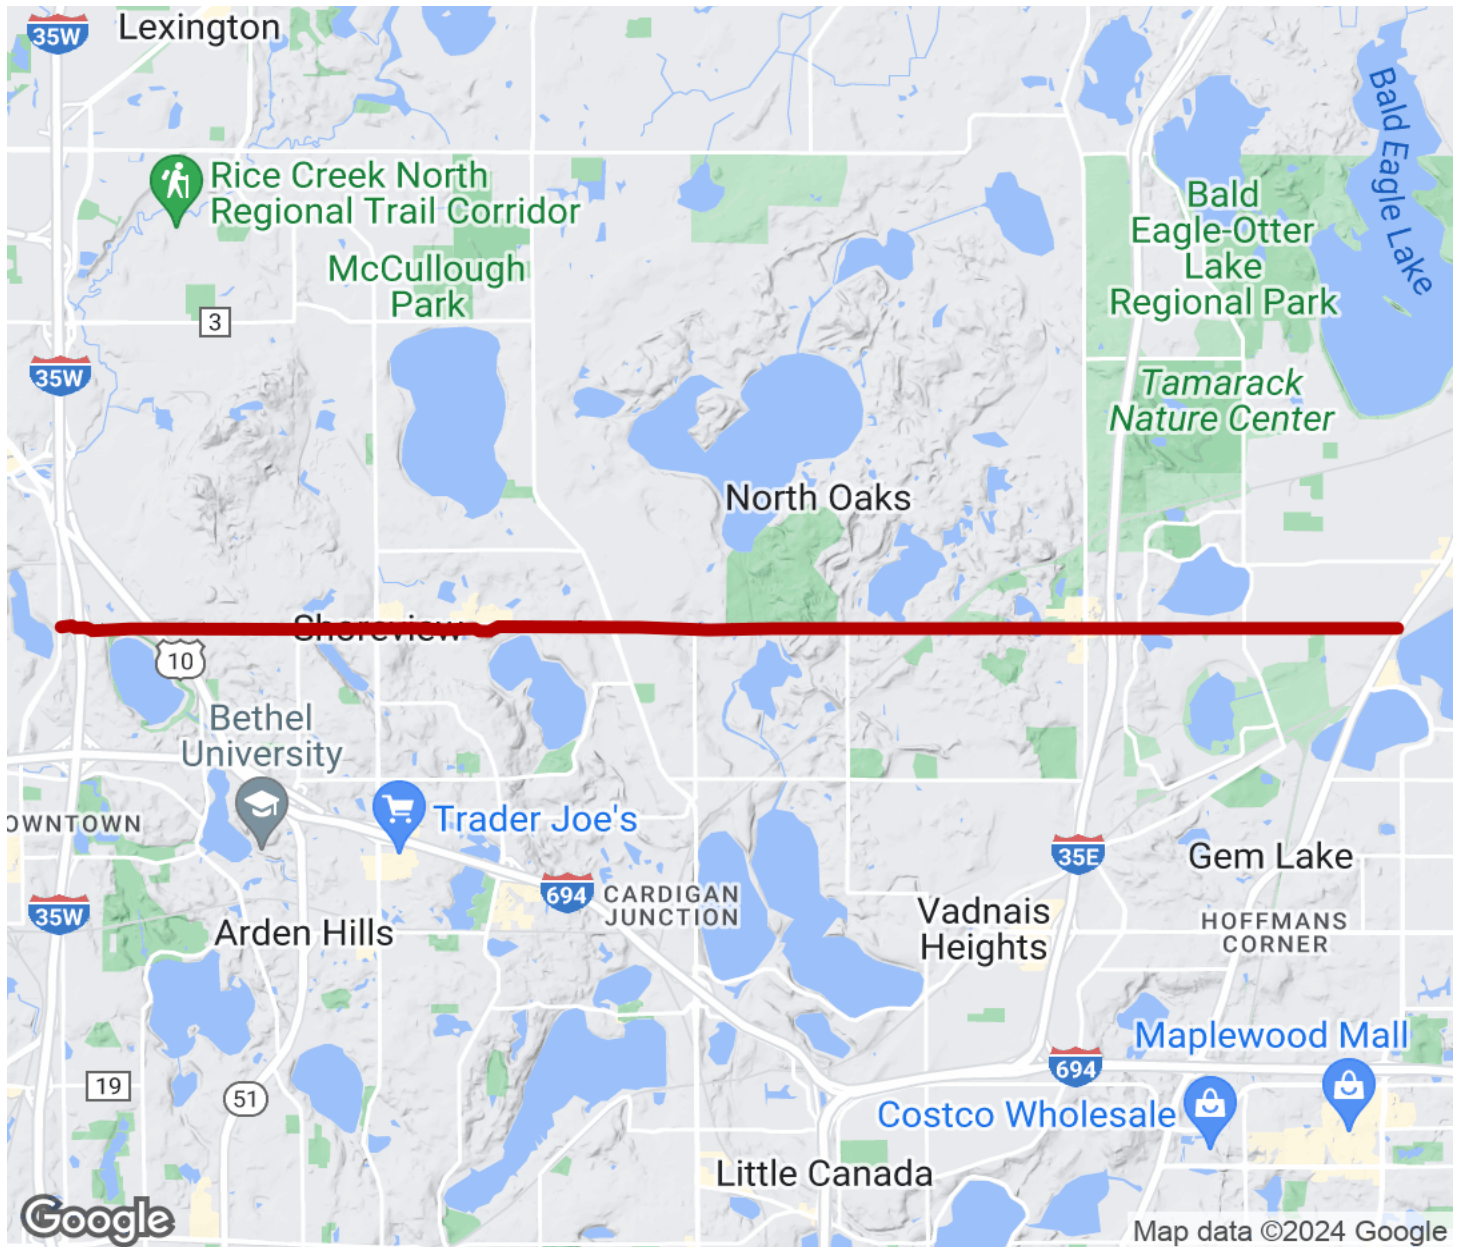 35W
Lexington
Rice Creek North
Regional Trail Corridor
McCullough
Park
3
35W
Bald
Eagle-Otter
Lake
Regional Park
Bald Eagle Lake
Tamarack
Nature Center
North Oaks
Shoreview
10
Bethel
University
OWNTOWN
Trader Joe's
35W
694
CARDIGAN
JUNCTION
35E
Gem Lake
Arden Hills
Vadnais
Heights
HOFFMANS
CORNER
19
51
Maplewood Mall
694
Costco Wholesale
Little Canada
Google
Map data ©2024 Google